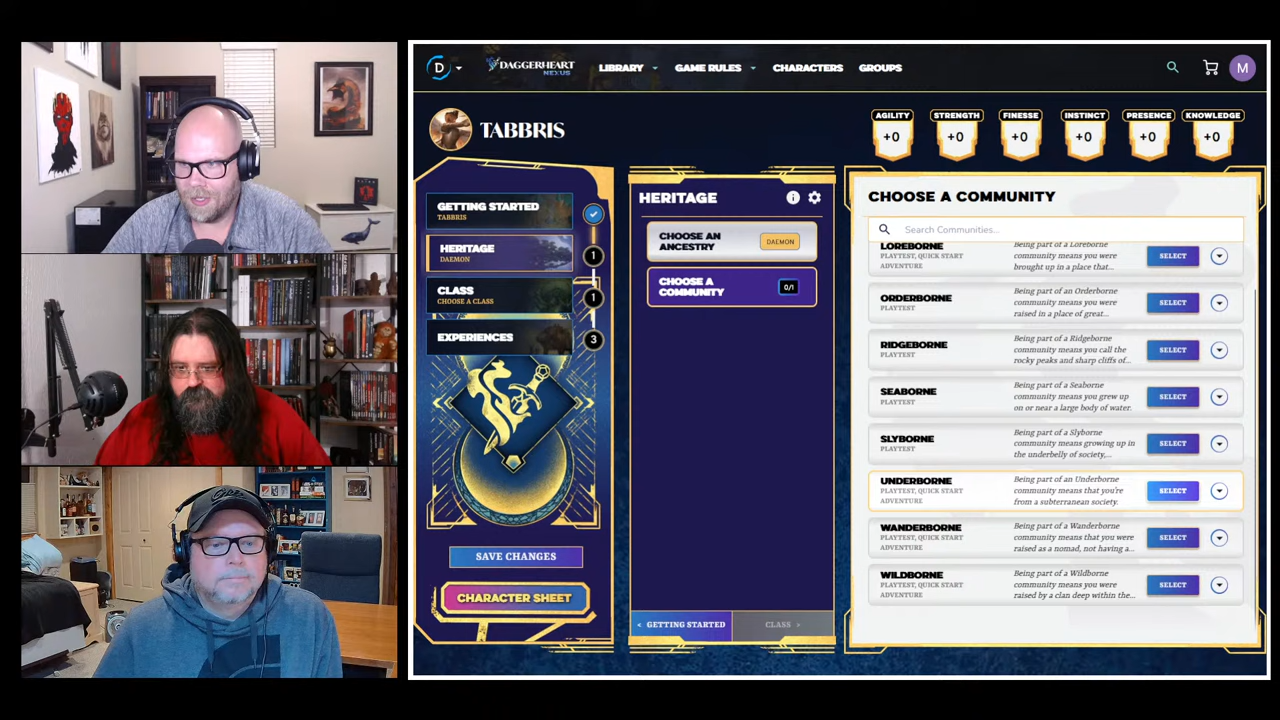 D
DAGGERHEART
NEXUS
LIBRARY
GAME RULES
CHARACTERS
GROUPS
M
TABBRIS
AGILITY
+0
STRENGTH
+0
FINESSE
+0
INSTINCT
+0
PRESENCE
+0
KNOWLEDGE
+0
GETTING STARTED
TABBRIS
HERITAGE
DAEMON
1
CLASS
CHOOSE A CLASS
1
EXPERIENCES
3
SAVE CHANGES
CHARACTER SHEET
HERITAGE
CHOOSE AN
ANCESTRY
DAEMON
CHOOSE A
COMMUNITY
0/1
< GETTING STARTED
CLASS >
CHOOSE A COMMUNITY
Search Communities...
LOREBORNE
PLAYTEST, QUICK START
ADVENTURE
Being part of a Loreborne
community means you were
brought up in a place that...
SELECT
ORDERBORNE
PLAYTEST
Being part of an Orderborne
community means you were
raised in a place of great...
SELECT
RIDGEBORNE
PLAYTEST
Being part of a Ridgeborne
community means you call the
rocky peaks and sharp cliffs of...
SELECT
SEABORNE
PLAYTEST
Being part of a Seaborne
community means you grew up
on or near a large body of water.
SELECT
SLYBORNE
PLAYTEST
Being part of a Slyborne
community means growing up in
the underbelly of society,...
SELECT
UNDERBORNE
PLAYTEST, QUICK START
ADVENTURE
Being part of an Underborne
community means that you're
from a subterranean society.
SELECT
WANDERBORNE
PLAYTEST, QUICK START
ADVENTURE
Being part of a Wanderborne
community means that you were
raised as a nomad, not having a...
SELECT
WILDBORNE
PLAYTEST, QUICK START
ADVENTURE
Being part of a Wildborne
community means you were
raised by a clan deep within the...
SELECT